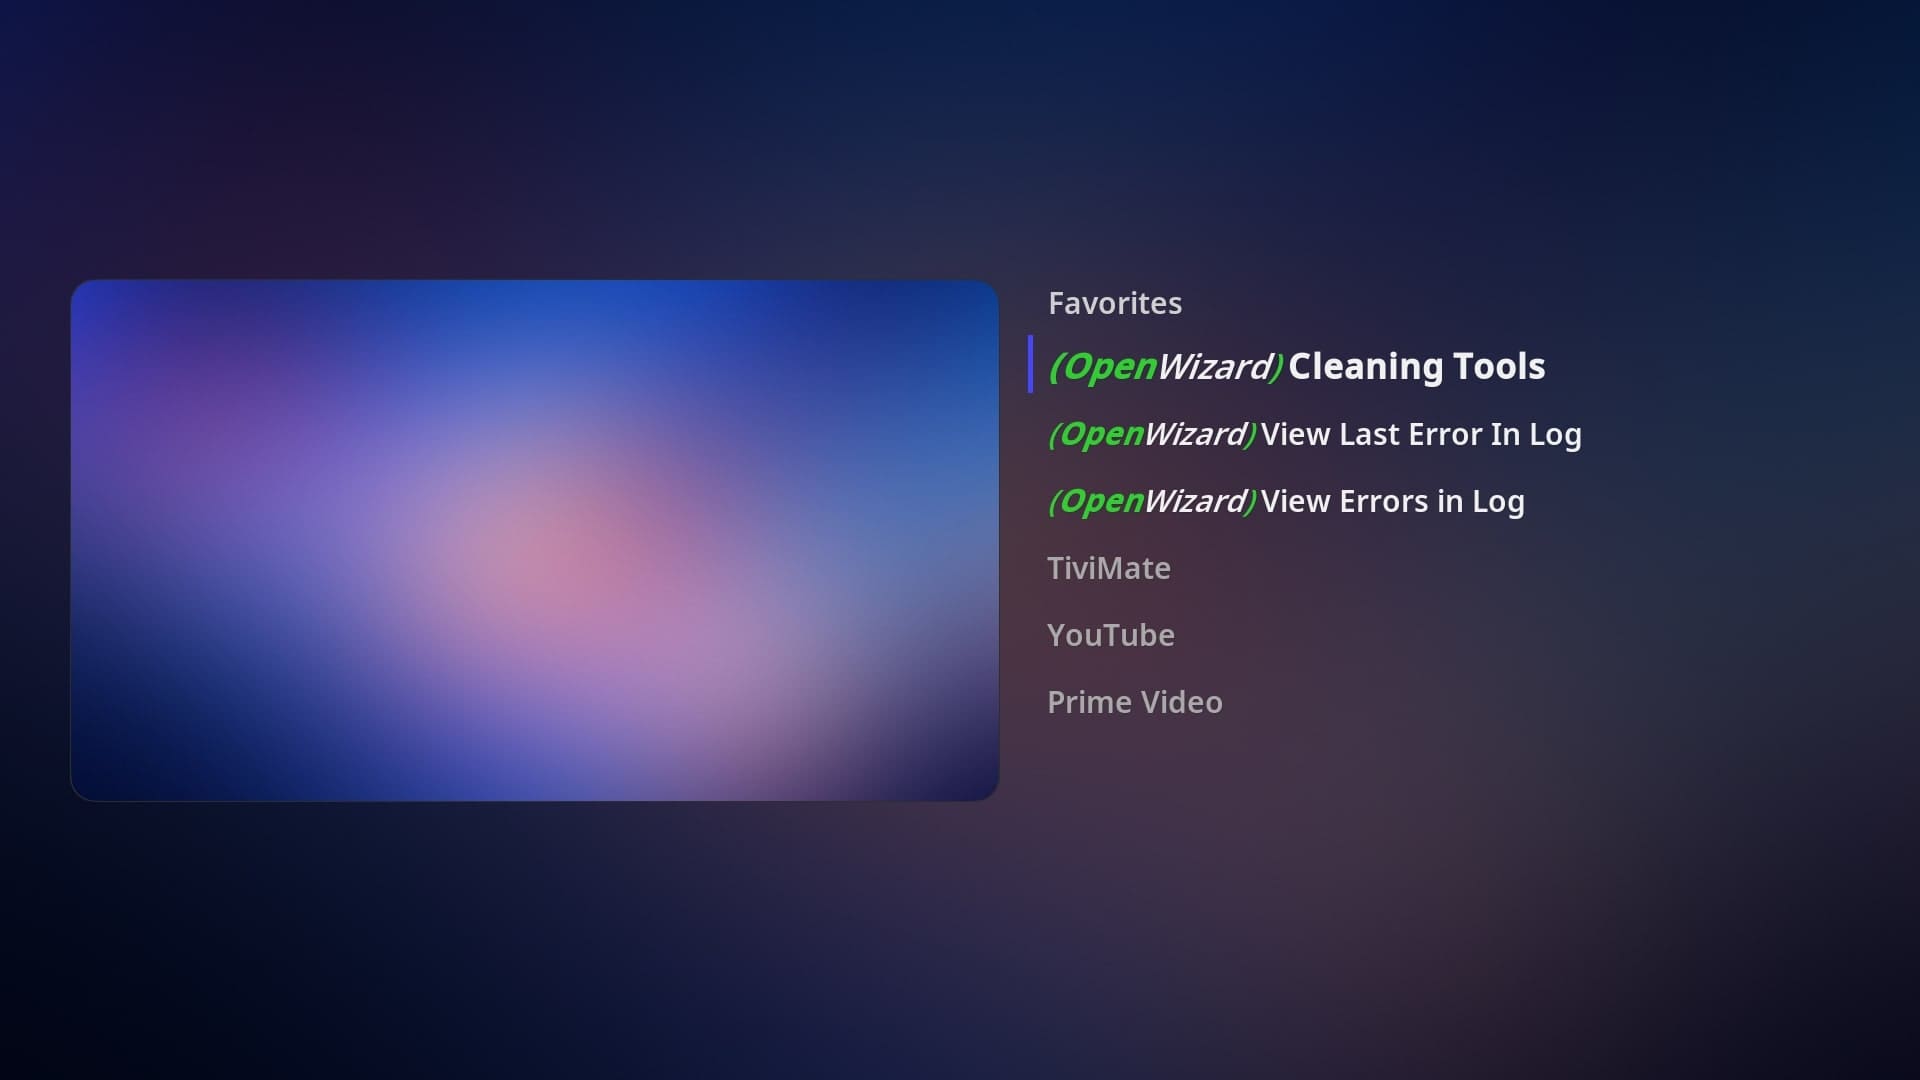 Favorites
(OpenWizard) Cleaning Tools
(OpenWizard) View Last Error In Log
(OpenWizard) View Errors in Log
TiviMate
YouTube
Prime Video